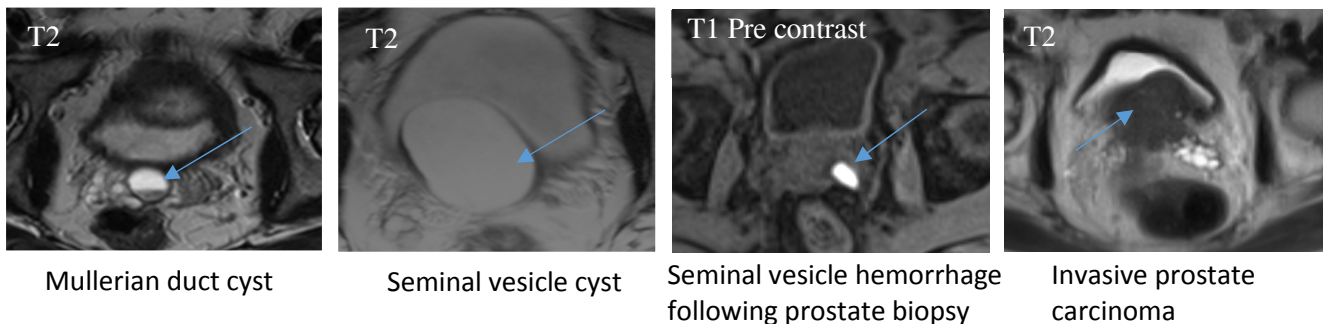 T2
T2
T1 Pre contrast
T2
Mullerian duct cyst
Seminal vesicle cyst
Seminal vesicle hemorrhage
following prostate biopsy
Invasive prostate
carcinoma